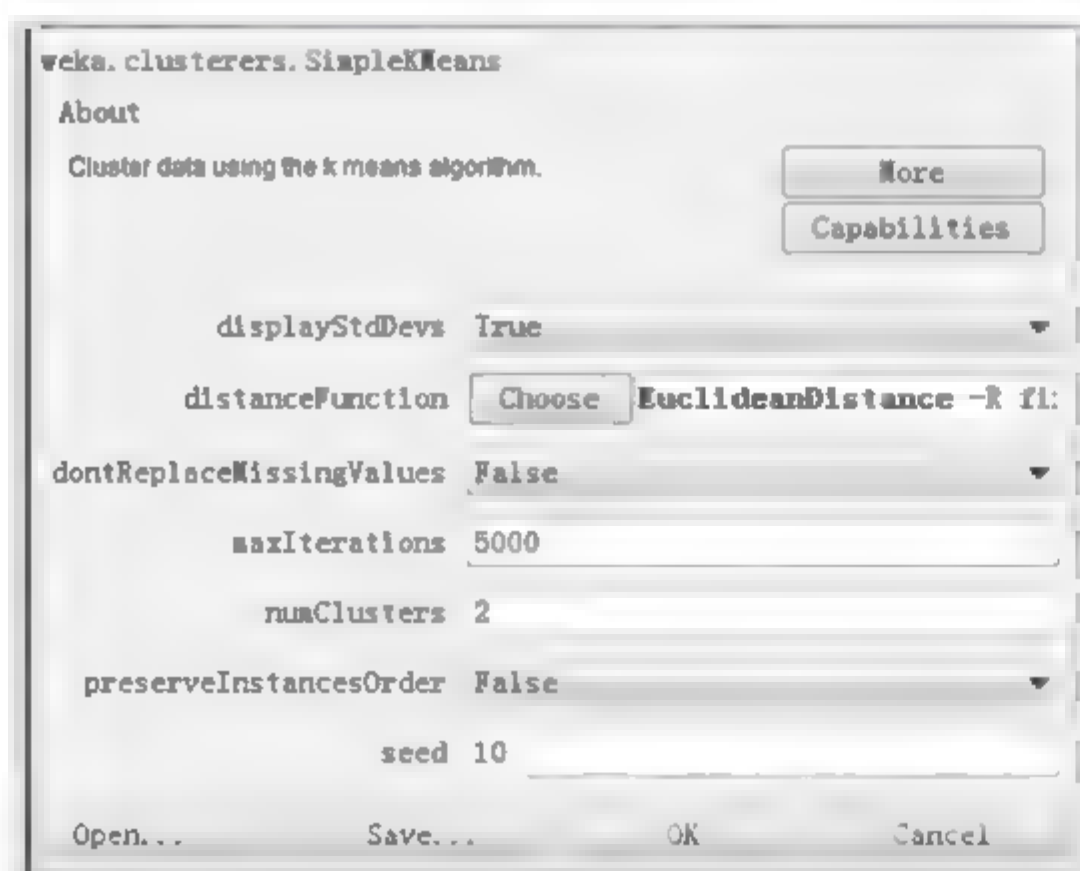 weka.clusterers.SimpleKMeans
About
Cluster data using the k means algorithm.
More
Capabilities
displayStdDevs True
distanceFunction Choose EuclideanDistance -R fi
dontReplaceMissingValues False
maxIterations 5000
numClusters 2
preserveInstancesOrder False
seed 10
Open... Save... OK Cancel